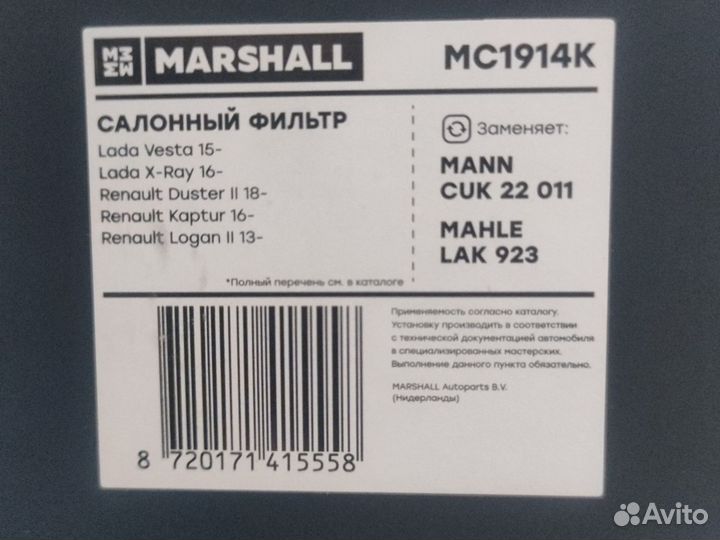 MARSHALL
MC1914K
САЛОННЫЙ ФИЛЬТР
Lada Vesta 15-
Lada X-Ray 16-
Renault Duster II 18-
Renault Kaptur 16-
Renault Logan II 13-
*Полный перечень см. в каталоге
Заменяет:
MANN
CUK 22 011
MAHLE
LAK 923
Применяемость согласно каталогу.
Установку производить в соответствии
с технической документацией автомобиля
в специализированных мастерских.
Выполнение данного пункта обязательно.
MARSHALL Autoparts B.V.
(Нидерланды)
8 720171 415558
Avito